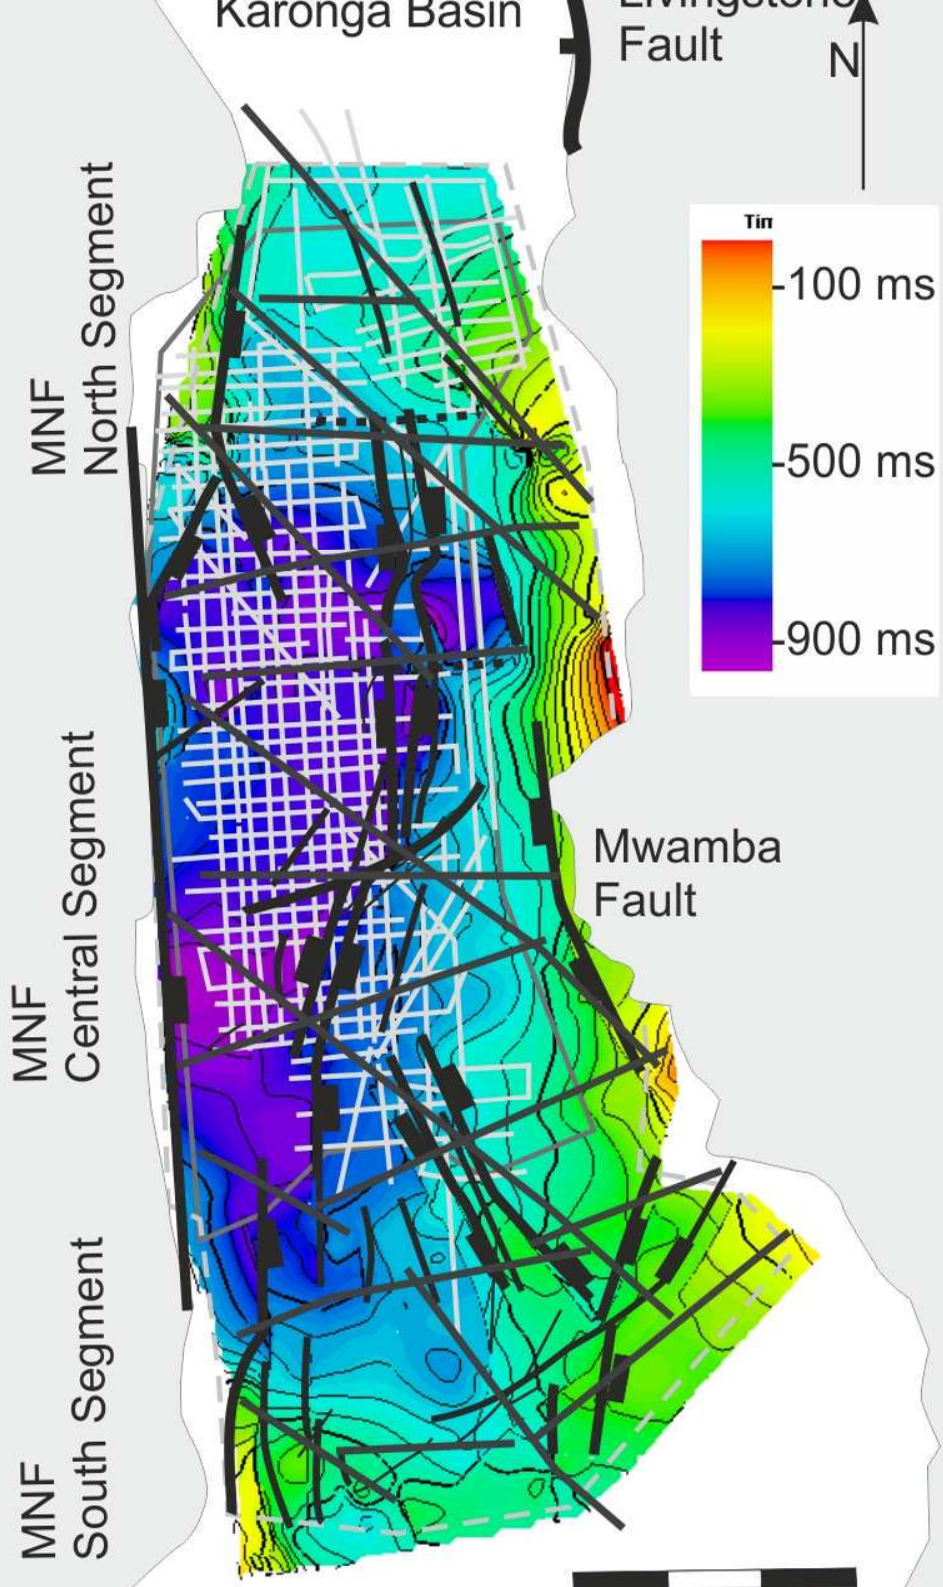 Karonga Basin
Livingstone
Fault
N
MNF
North Segment
Tim
-100 ms
-500 ms
-900 ms
MNF
Central Segment
Mwamba
Fault
MNF
South Segment